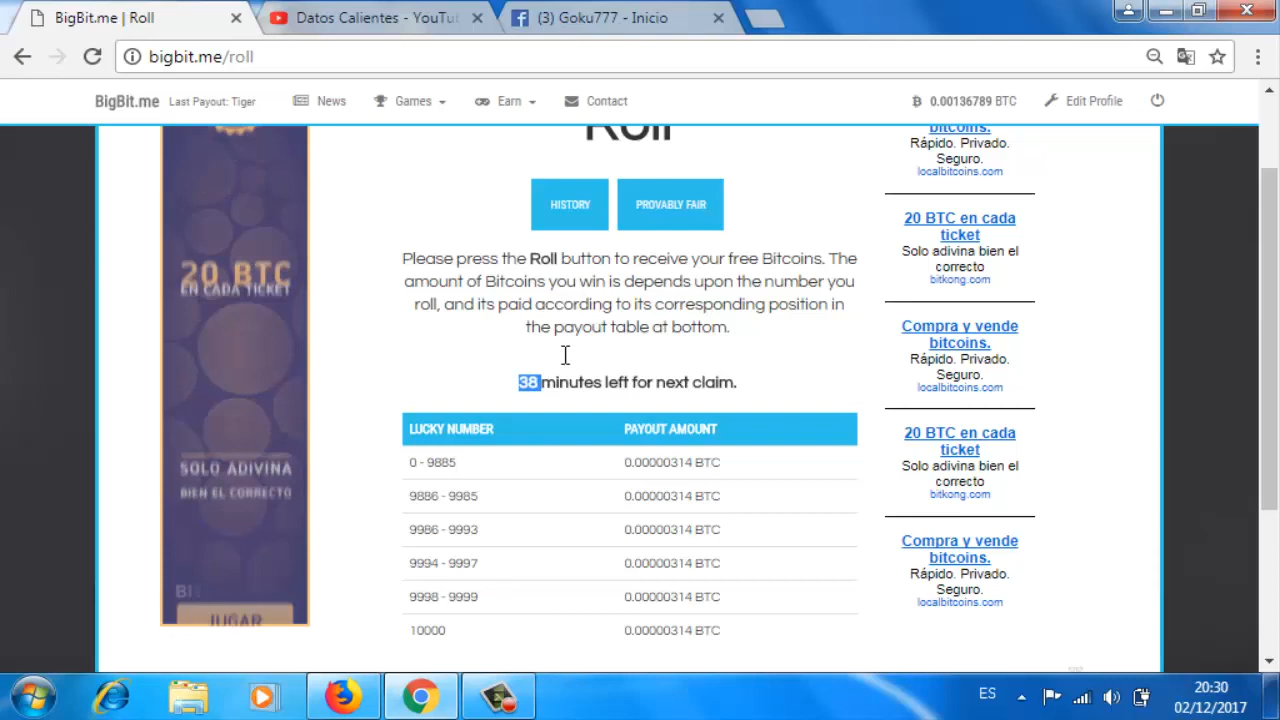 BigBit.me | Roll
Datos Calientes - YouTu
(3) Goku777 - Inicio
bigbit.me/roll
BigBit.me Last Payout: Tiger News Games Earn Contact 0.00136789 BTC Edit Profile
Roll
HISTORY PROVABLY FAIR
Please press the Roll button to receive your free Bitcoins. The
amount of Bitcoins you win is depends upon the number you
roll, and its paid according to its corresponding position in
the payout table at bottom.
38 minutes left for next claim.
LUCKY NUMBER PAYOUT AMOUNT
0 - 9885 0.00000314 BTC
9886 - 9985 0.00000314 BTC
9986 - 9993 0.00000314 BTC
9994 - 9997 0.00000314 BTC
9998 - 9999 0.00000314 BTC
10000 0.00000314 BTC
20 BTC
EN CADA TICKET
SOLO ADIVINA
BIEN EL CORRECTO
JUGAR
bitcoins.
Rápido. Privado.
Seguro.
localbitcoins.com
20 BTC en cada
ticket
Solo adivina bien el
correcto
bitkong.com
Compra y vende
bitcoins.
Rápido. Privado.
Seguro.
localbitcoins.com
20 BTC en cada
ticket
Solo adivina bien el
correcto
bitkong.com
Compra y vende
bitcoins.
Rápido. Privado.
Seguro.
localbitcoins.com
ES
20:30
02/12/2017